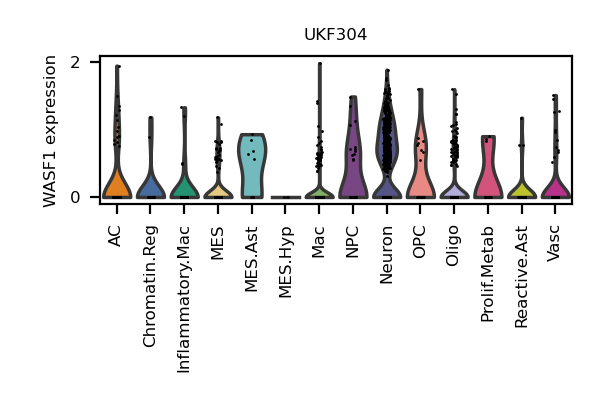 UKF304
WASF1 expression
2
0
AC
Chromatin.Reg
Inflammatory.Mac
MES
MES.Ast
MES.Hyp
Mac
NPC
Neuron
OPC
Oligo
Prolif.Metab
Reactive.Ast
Vasc